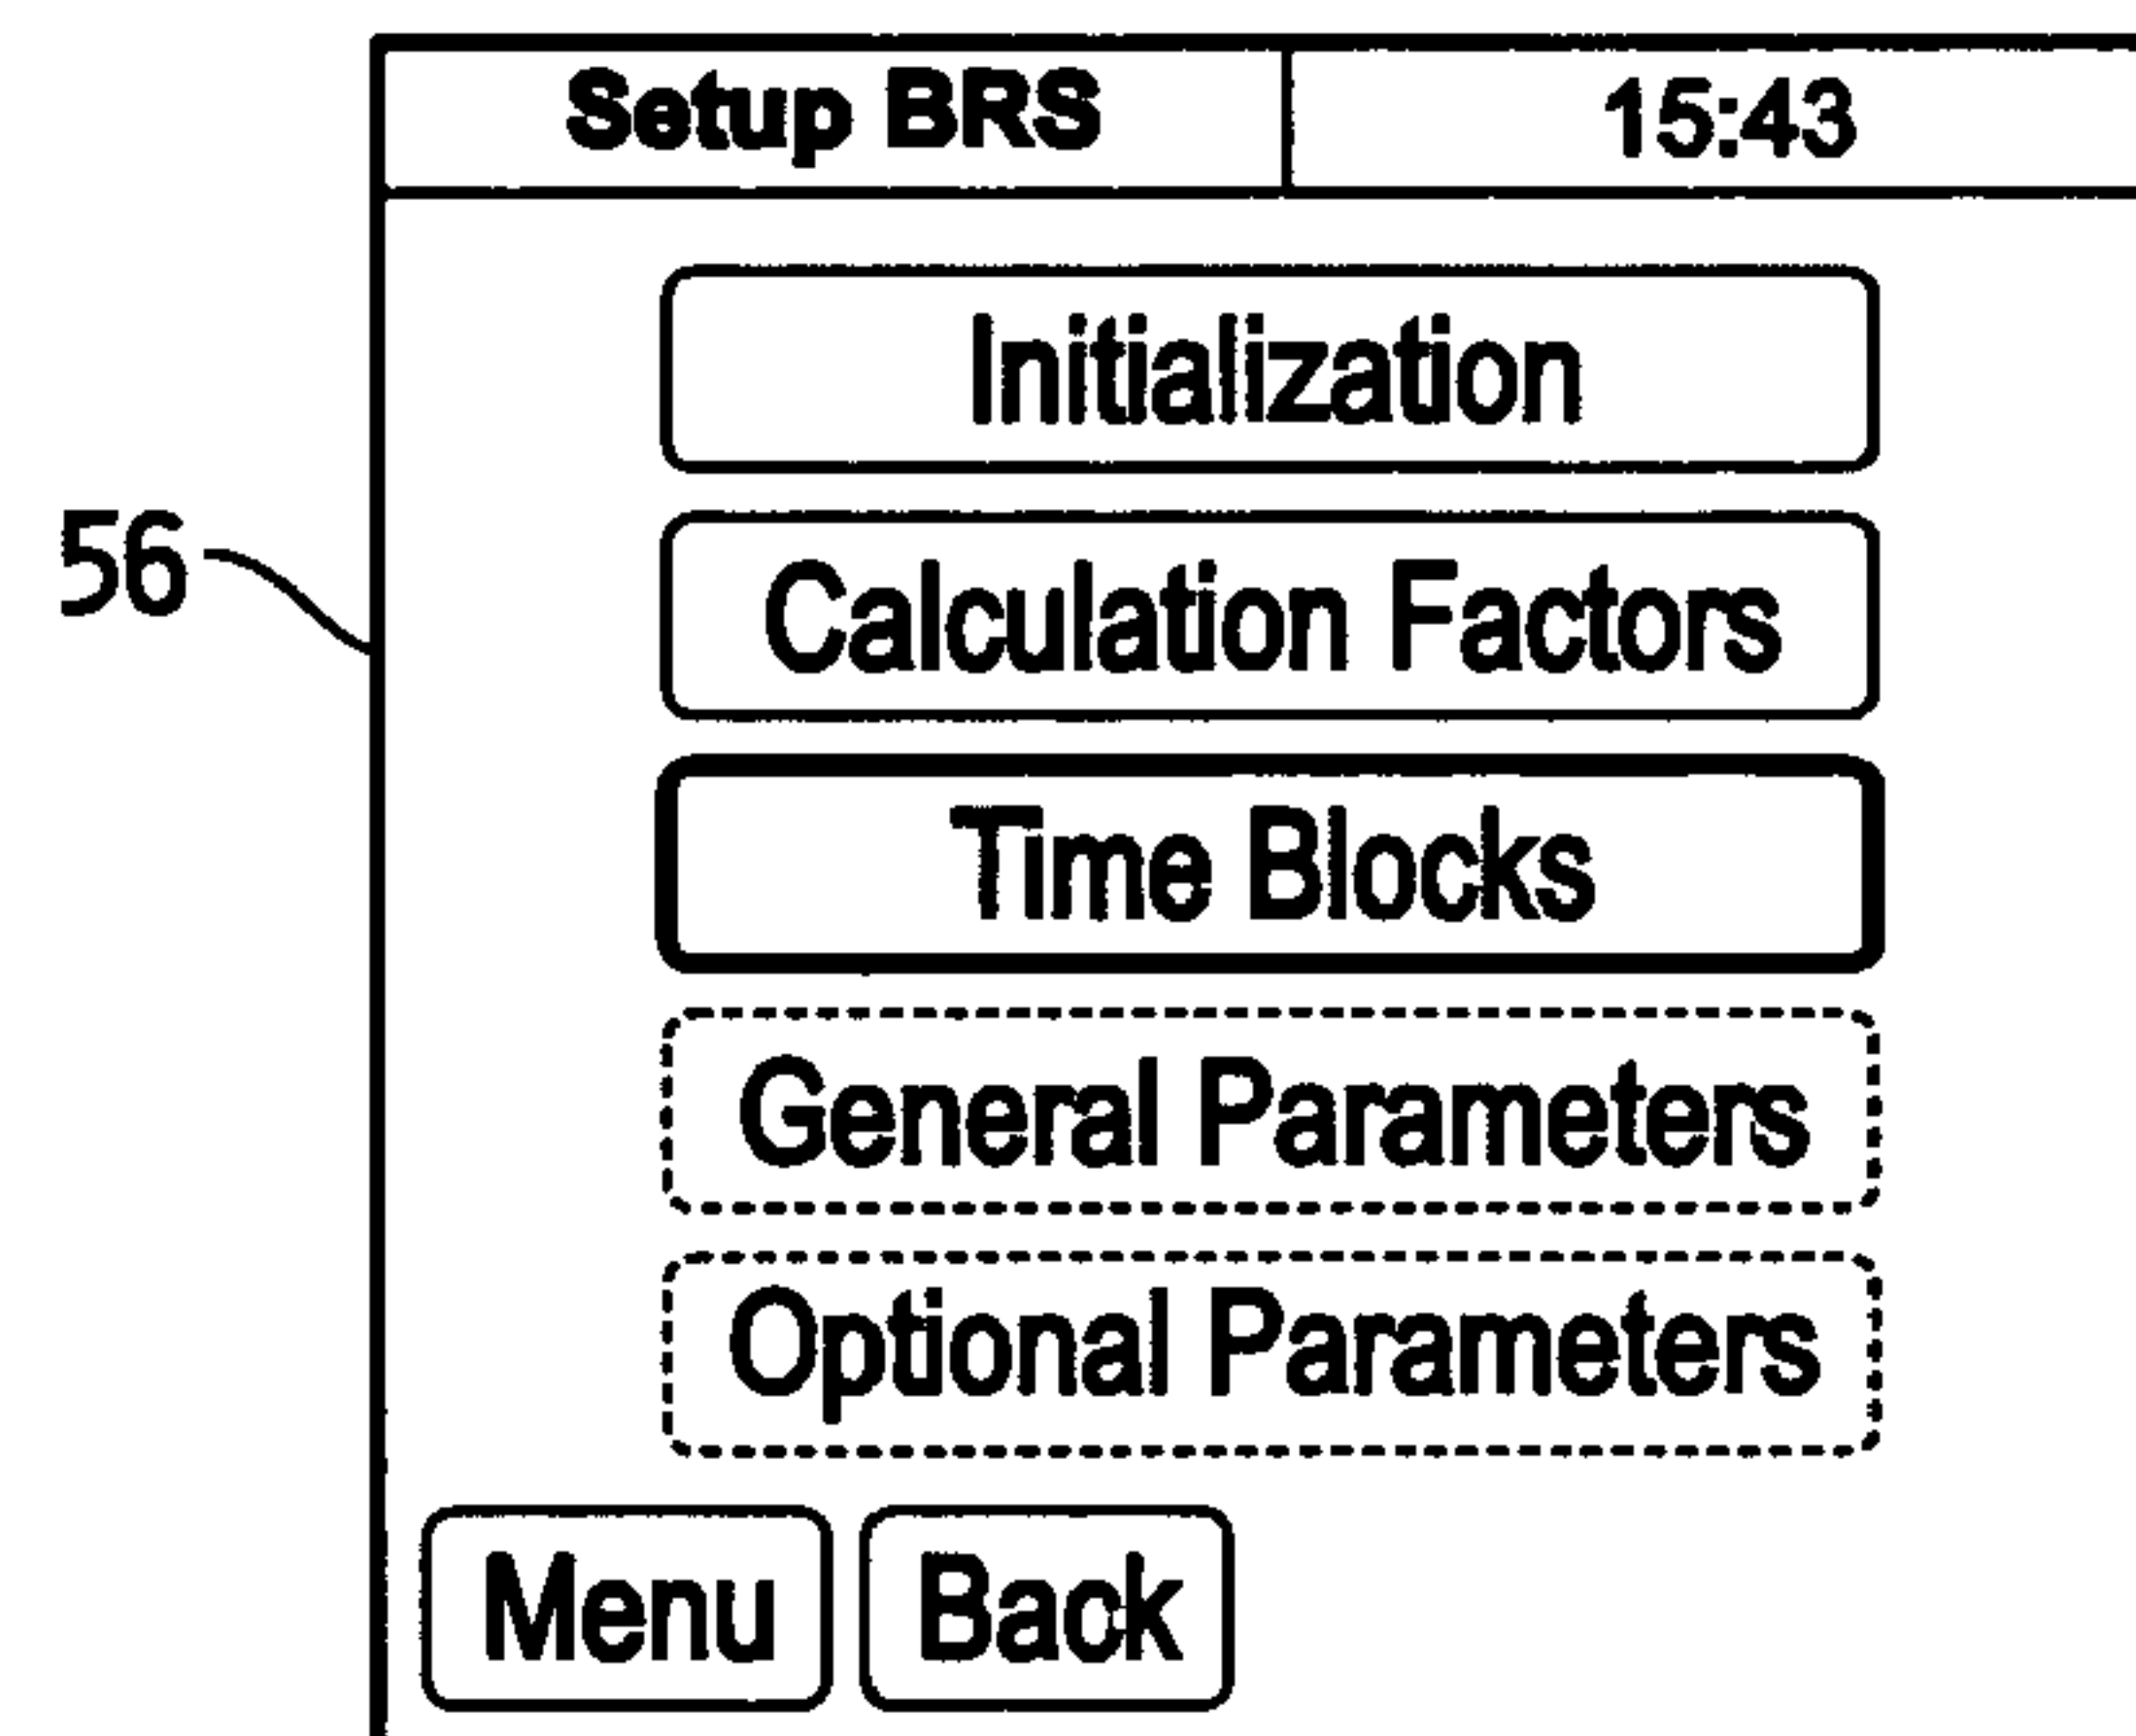 Setup BRS 15:43
Initialization
56
Calculation Factors
Time Blocks
General Parameters
Optional Parameters
Menu Back